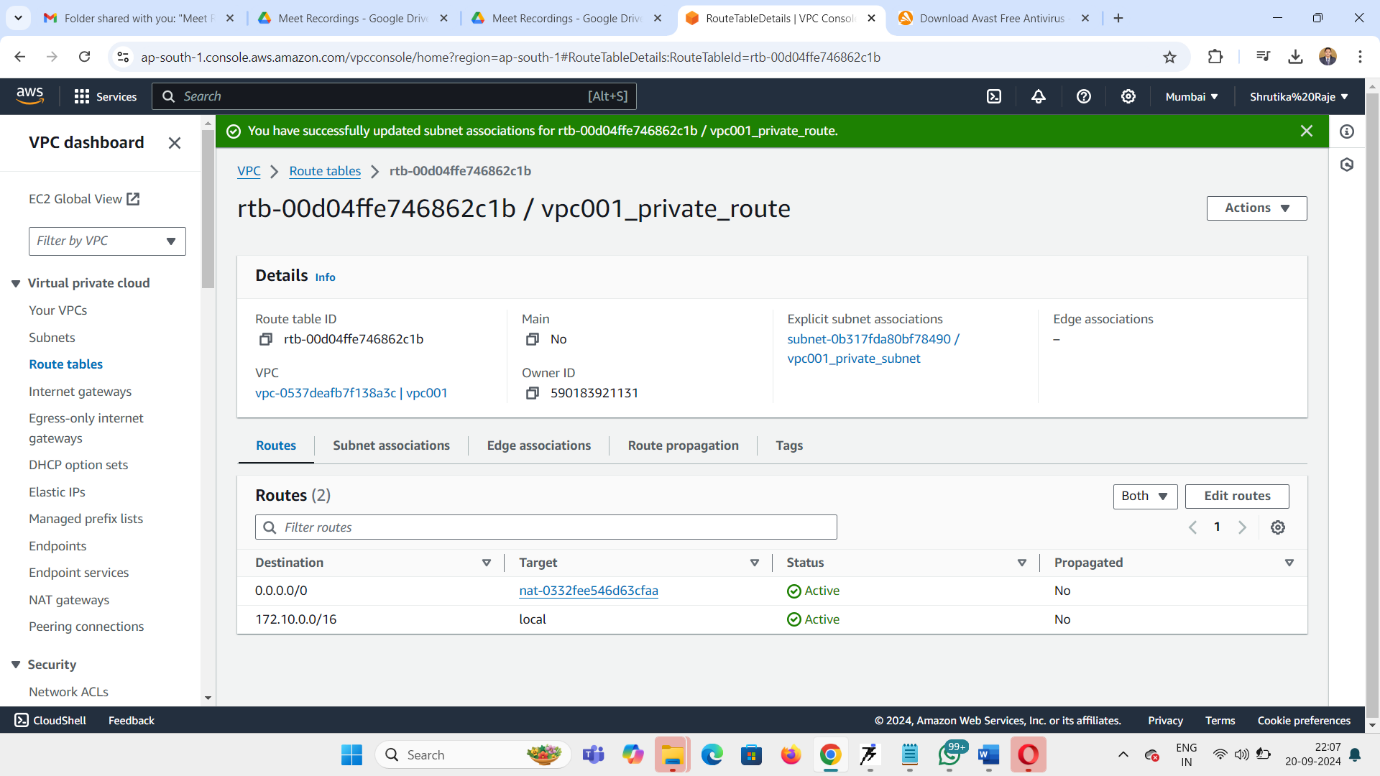 Folder shared with you: "Meet R
Meet Recordings - Google Drive
Meet Recordings - Google Drive
RouteTableDetails | VPC Console
Download Avast Free Antivirus
ap-south-1.console.aws.amazon.com/vpcconsole/home?region=ap-south-1#RouteTableDetails:RouteTableId=rtb-00d04ffe746862c1b
aws
Services
Search
[Alt+S]
Mumbai
Shrutika%20Raje
VPC dashboard
EC2 Global View
Filter by VPC
Virtual private cloud
Your VPCs
Subnets
Route tables
Internet gateways
Egress-only internet
gateways
DHCP option sets
Elastic IPs
Managed prefix lists
Endpoints
Endpoint services
NAT gateways
Peering connections
Security
Network ACLs
You have successfully updated subnet associations for rtb-00d04ffe746862c1b / vpc001_private_route.
VPC
Route tables
rtb-00d04ffe746862c1b
rtb-00d04ffe746862c1b / vpc001_private_route
Actions
Details Info
Route table ID
rtb-00d04ffe746862c1b
Main
No
Explicit subnet associations
subnet-0b317fda80bf78490 /
vpc001_private_subnet
Edge associations
–
VPC
vpc-0537deafb7f138a3c | vpc001
Owner ID
590183921131
Routes
Subnet associations
Edge associations
Route propagation
Tags
Routes (2)
Both
Edit routes
Filter routes
1
Destination Target Status Propagated
0.0.0.0/0 nat-0332fee546d63cfaa Active No
172.10.0.0/16 local Active No
CloudShell
Feedback
© 2024, Amazon Web Services, Inc. or its affiliates.
Privacy
Terms
Cookie preferences
Search
99+
ENG
IN
22:07
20-09-2024